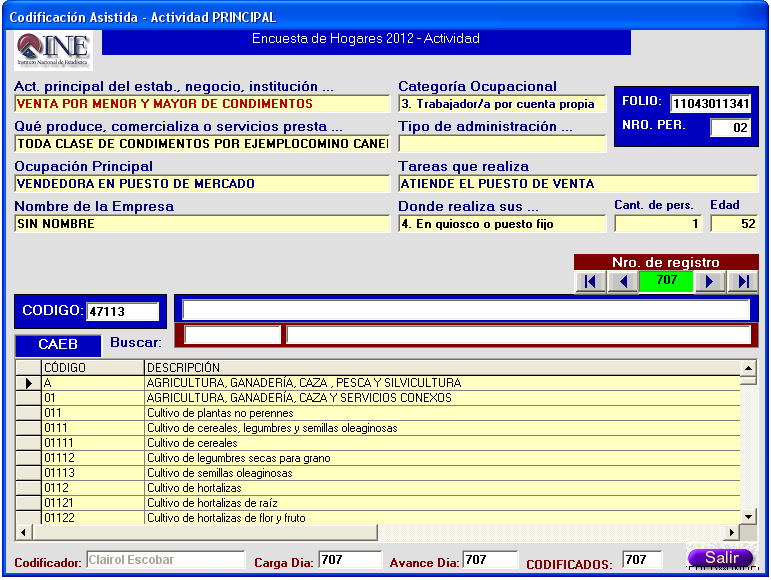 Codificación Asistida - Actividad PRINCIPAL
INE
Instituto Nacional de Estadística
Encuesta de Hogares 2012 - Actividad
Act. principal del estab., negocio, institución ...
Categoría Ocupacional
VENTA POR MENOR Y MAYOR DE CONDIMENTOS
3. Trabajador/a por cuenta propia
FOLIO: 11043011341
Qué produce, comercializa o servicios presta ...
Tipo de administración ...
NRO. PER. 02
TODA CLASE DE CONDIMENTOS POR EJEMPLOCOMINO CANEI
Ocupación Principal
Tareas que realiza
VENDEDORA EN PUESTO DE MERCADO
ATIENDE EL PUESTO DE VENTA
Nombre de la Empresa
Donde realiza sus ...
Cant. de pers.
Edad
SIN NOMBRE
4. En quiosco o puesto fijo
1
52
Nro. de registro
707
CODIGO: 47113
CAEB
Buscar:
CÓDIGO DESCRIPCIÓN
A AGRICULTURA, GANADERÍA, CAZA , PESCA Y SILVICULTURA
01 AGRICULTURA, GANADERÍA, CAZA Y SERVICIOS CONEXOS
011 Cultivo de plantas no perennes
0111 Cultivo de cereales, legumbres y semillas oleaginosas
01111 Cultivo de cereales
01112 Cultivo de legumbres secas para grano
01113 Cultivo de semillas oleaginosas
0112 Cultivo de hortalizas
01121 Cultivo de hortalizas de raíz
01122 Cultivo de hortalizas de flor y fruto
Codificador: Clairol Escobar
Carga Dia: 707
Avance Dia: 707
CODIFICADOS: 707
Salir